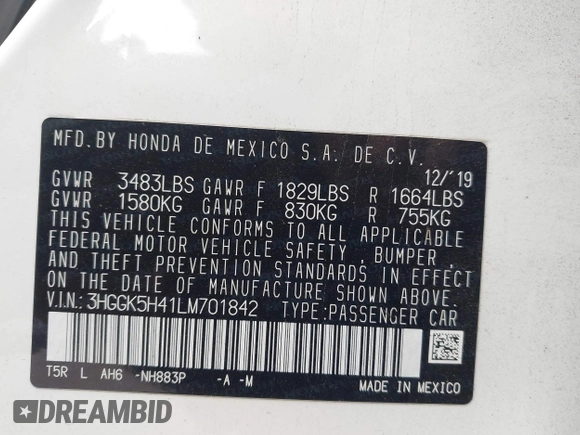 MFD. BY HONDA DE MEXICO S.A. DE C.V.
12/'19
GVWR 3483LBS GAWR F 1829LBS R 1664LBS
GVWR 1580KG GAWR F 830KG R 755KG
THIS VEHICLE CONFORMS TO ALL APPLICABLE
FEDERAL MOTOR VEHICLE SAFETY, BUMPER,
AND THEFT PREVENTION STANDARDS IN EFFECT
ON THE DATE OF MANUFACTURE SHOWN ABOVE.
V.I.N.: 3HGGK5H41LM701842 TYPE: PASSENGER CAR
T5R L AH6 -NH883P -A -M
MADE IN MEXICO
DREAMBID